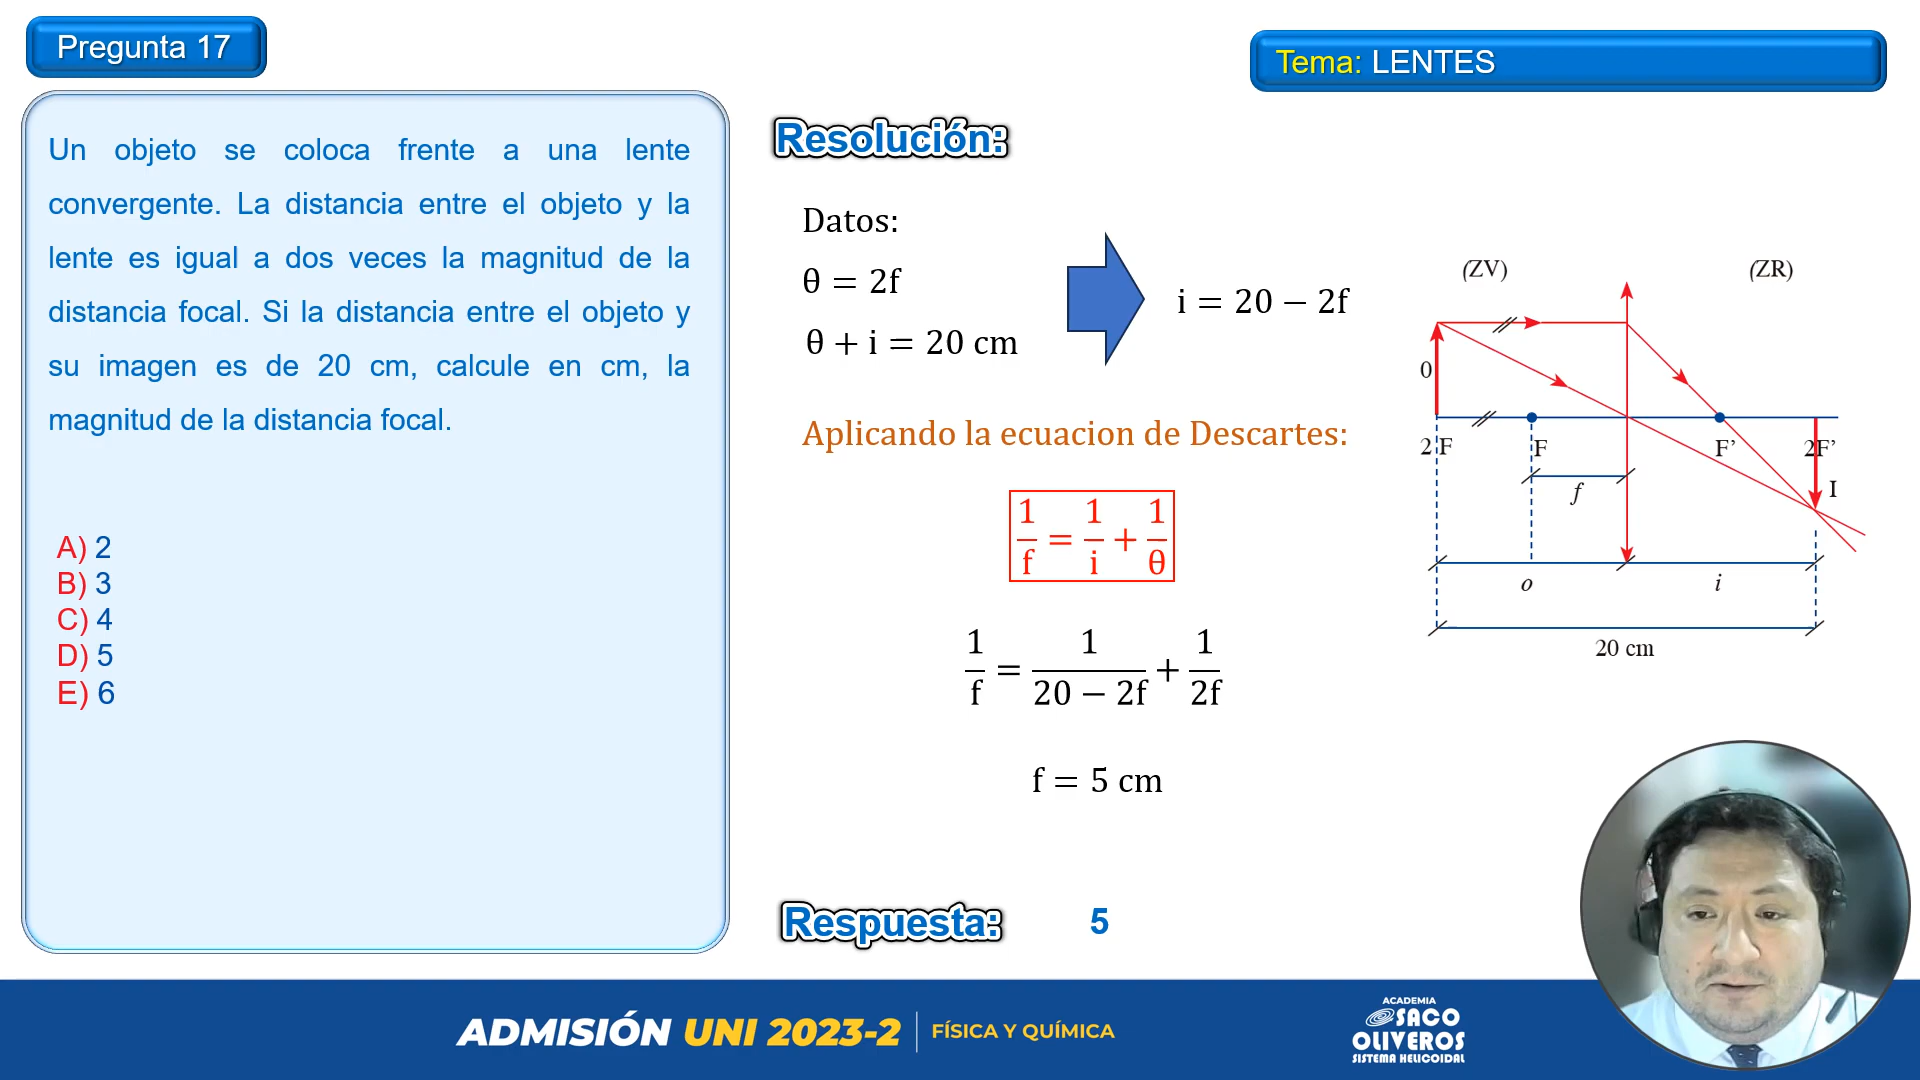 Pregunta 17
Tema: LENTES
Un objeto se coloca frente a una lente
convergente. La distancia entre el objeto y la
lente es igual a dos veces la magnitud de la
distancia focal. Si la distancia entre el objeto y
su imagen es de 20 cm, calcule en cm, la
magnitud de la distancia focal.
A) 2
B) 3
C) 4
D) 5
E) 6
Resolución:
Datos:
θ = 2f
θ + i = 20 cm
i = 20 − 2f
Aplicando la ecuacion de Descartes:
1/f = 1/i + 1/θ
1/f = 1/(20 − 2f) + 1/2f
f = 5 cm
Respuesta: 5
(ZV) (ZR)
0
2 F F F' 2F'
f
I
o i
20 cm
ADMISIÓN UNI 2023-2 FÍSICA Y QUÍMICA
ACADEMIA
SACO
OLIVEROS
SISTEMA HELICOIDAL